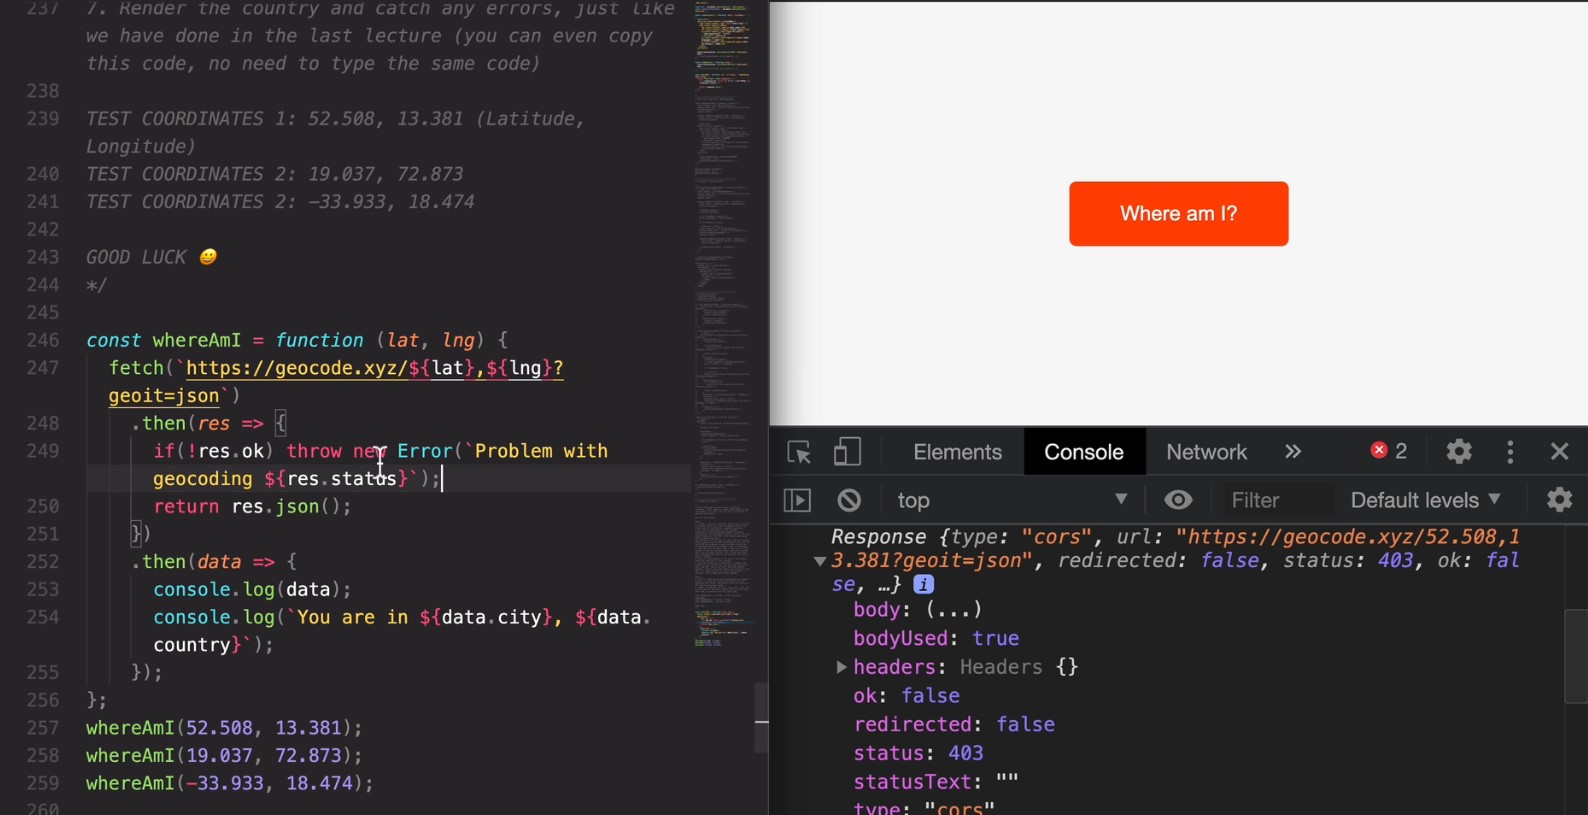 237 7. Render the country and catch any errors, just like
we have done in the last lecture (you can even copy
this code, no need to type the same code)
238
239 TEST COORDINATES 1: 52.508, 13.381 (Latitude,
Longitude)
240 TEST COORDINATES 2: 19.037, 72.873
241 TEST COORDINATES 2: -33.933, 18.474
242
243 GOOD LUCK 😀
244 */
245
246 const whereAmI = function (lat, lng) {
247 fetch(`https://geocode.xyz/${lat},${lng}?
geoit=json`)
248 .then(res => {
249 if(!res.ok) throw new Error(`Problem with
geocoding ${res.status}`);
250 return res.json();
251 })
252 .then(data => {
253 console.log(data);
254 console.log(`You are in ${data.city}, ${data.
country}`);
255 });
256 };
257 whereAmI(52.508, 13.381);
258 whereAmI(19.037, 72.873);
259 whereAmI(-33.933, 18.474);
260
Where am I?
Elements Console Network » 2
top Filter Default levels ▼
Response {type: "cors", url: "https://geocode.xyz/52.508,1
3.381?geoit=json", redirected: false, status: 403, ok: fal
se, …} i
body: (...)
bodyUsed: true
headers: Headers {}
ok: false
redirected: false
status: 403
statusText: ""
type: "cors"